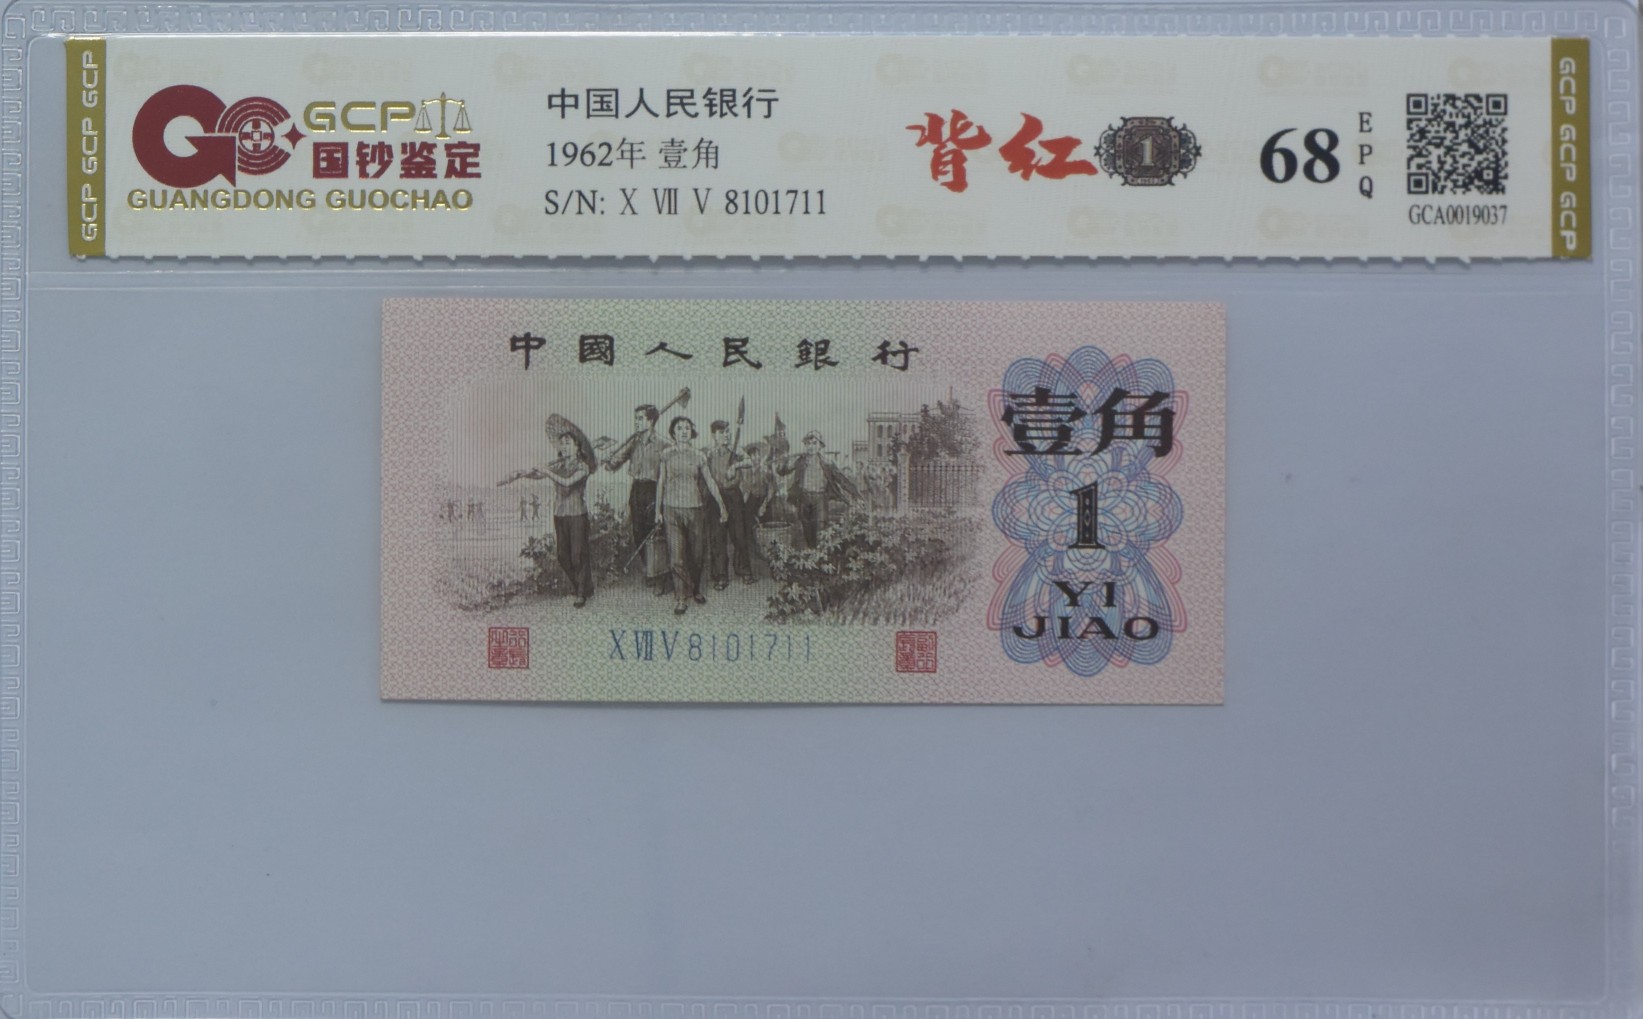 GCP GCP GCP
GCP
国钞鉴定
GUANGDONG GUOCHAO
中国人民银行
1962年 壹角
S/N: X VII V 8101711
背红
1
68
EPQ
GCA0019037
GCP GCP GCP
中國人民銀行
壹角
1
YI
JIAO
X VII V 8101711